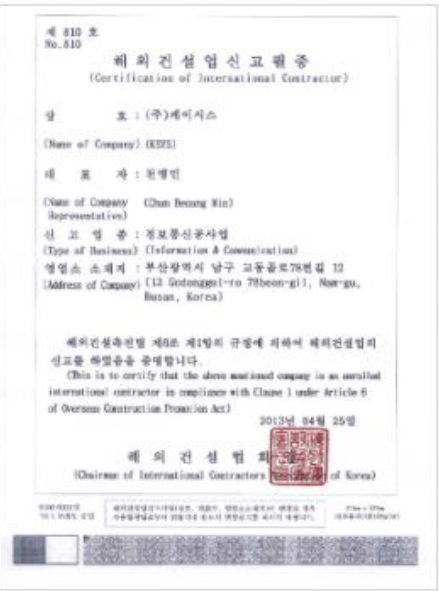 제 810 호
No.810
해 외 건 설 업 신 고 필 증
(Certification of International Contractor)
상 호 : (주)케이시스
(Name of Company) (KSYS)
대 표 자 : 천병민
(Name of Company (Chun Beoung Min)
Representative)
신 고 업 종 : 정보통신공사업
(Type of Business) (Information & Communication)
영업소 소재지 : 부산광역시 남구 고동골로78번길 12
(Address of Company) (12 Godonggol-ro 78beon-gil, Nam-gu,
Busan, Korea)
해외건설촉진법 제6조 제1항의 규정에 의하여 해외건설업의
신고를 하였음을 증명합니다.
(This is to certify that the above mentioned company is an enrolled
international contractor in compliance with Clause 1 under Article 6
of Overseas Construction Promotion Act)
2013년 04월 25일
해 외 건 설 협 회
(Chairman of International Contractors of Korea)